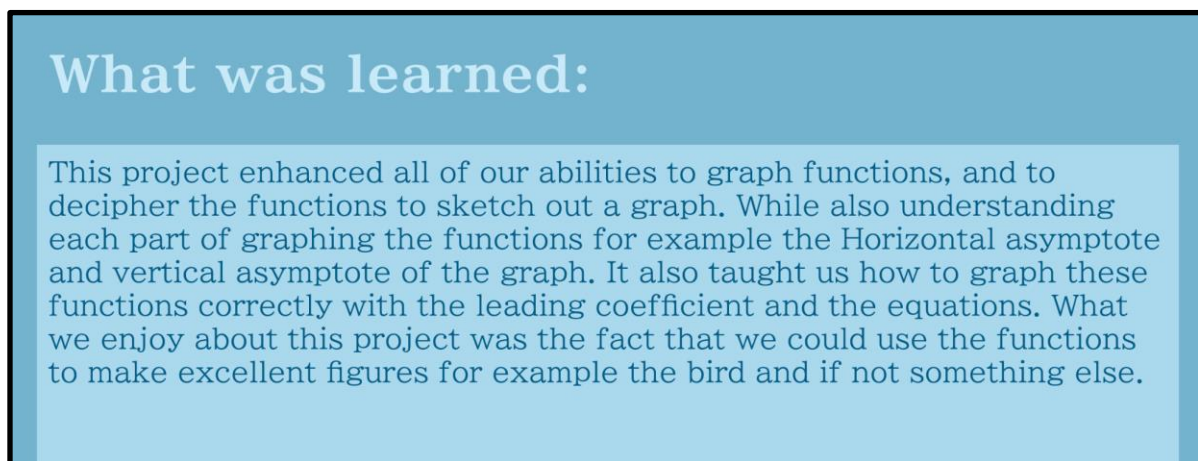 What was learned:
This project enhanced all of our abilities to graph functions, and to
decipher the functions to sketch out a graph. While also understanding
each part of graphing the functions for example the Horizontal asymptote
and vertical asymptote of the graph. It also taught us how to graph these
functions correctly with the leading coefficient and the equations. What
we enjoy about this project was the fact that we could use the functions
to make excellent figures for example the bird and if not something else.